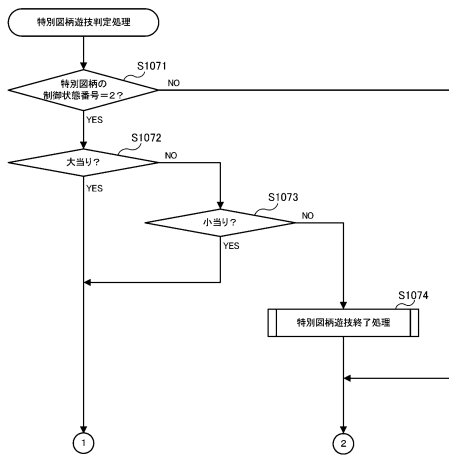 特別図柄遊技判定処理
S1071
特別図柄の
制御状態番号=2?
NO
YES
S1072
大当り?
NO
YES
S1073
小当り?
NO
YES
S1074
特別図柄遊技終了処理
1
2